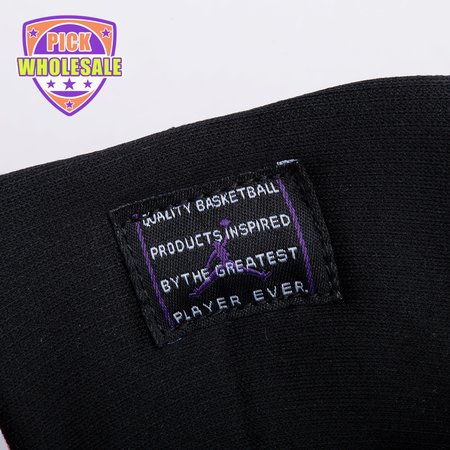 PICK
WHOLESALE
QUALITY BASKETBALL
PRODUCTS INSPIRED
BY THE GREATEST
PLAYER EVER.